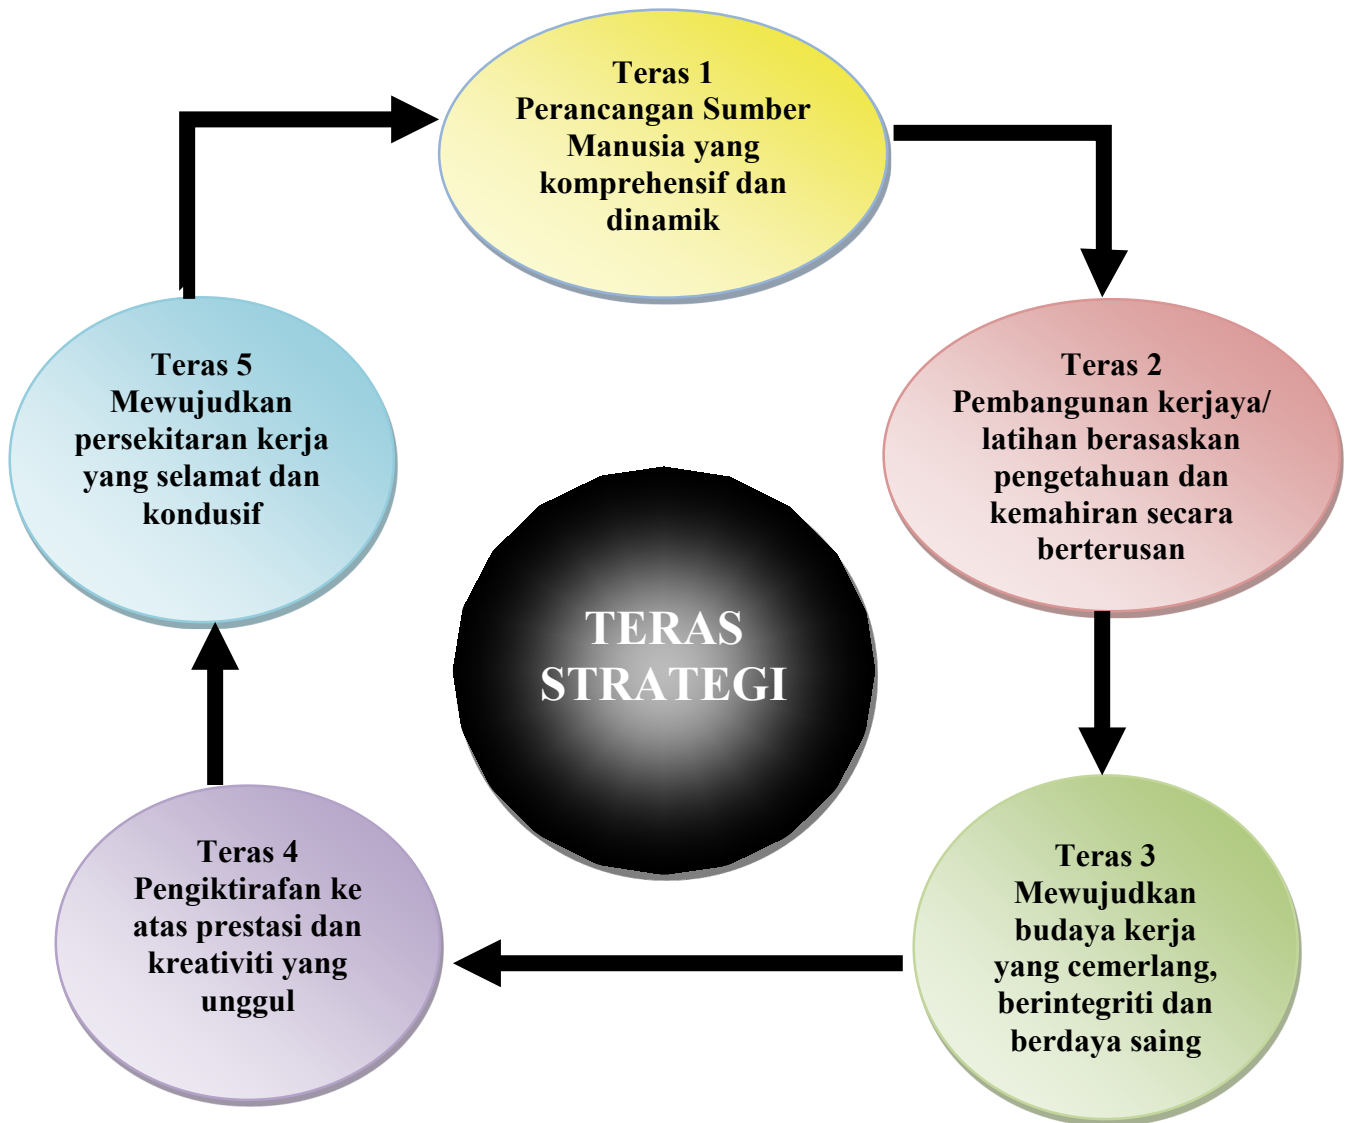 Teras 1
Perancangan Sumber
Manusia yang
komprehensif dan
dinamik
Teras 2
Pembangunan kerjaya/
latihan berasaskan
pengetahuan dan
kemahiran secara
berterusan
Teras 3
Mewujudkan
budaya kerja
yang cemerlang,
berintegriti dan
berdaya saing
Teras 4
Pengiktirafan ke
atas prestasi dan
kreativiti yang
unggul
Teras 5
Mewujudkan
persekitaran kerja
yang selamat dan
kondusif
TERAS
STRATEGI